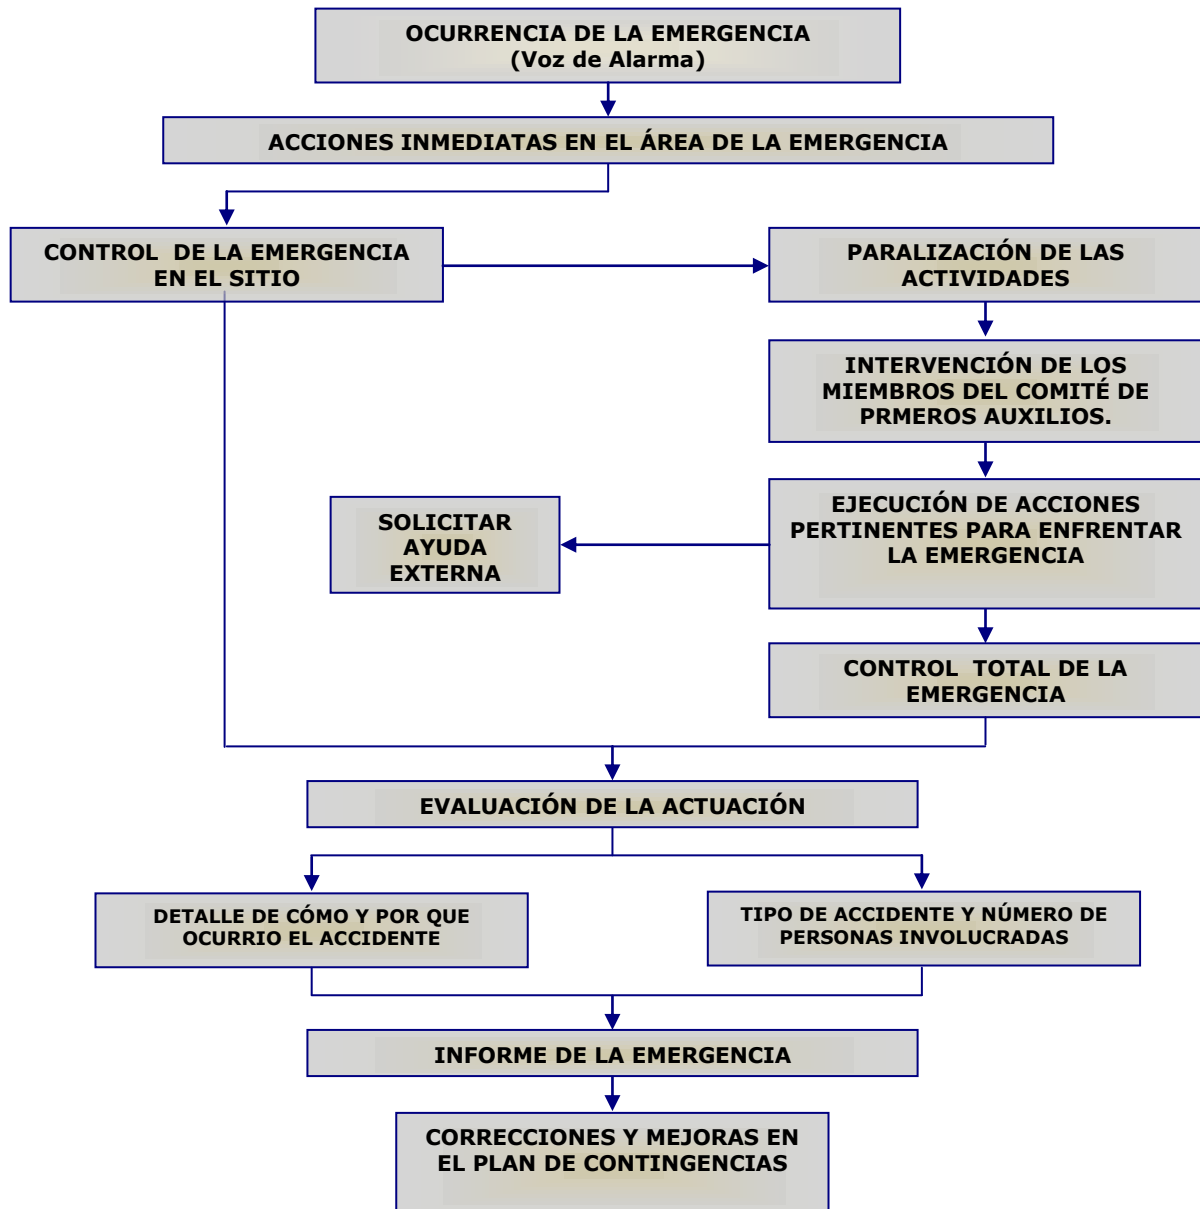 OCURRENCIA DE LA EMERGENCIA
(Voz de Alarma)
ACCIONES INMEDIATAS EN EL ÁREA DE LA EMERGENCIA
CONTROL DE LA EMERGENCIA
EN EL SITIO
PARALIZACIÓN DE LAS
ACTIVIDADES
INTERVENCIÓN DE LOS
MIEMBROS DEL COMITÉ DE
PRMEROS AUXILIOS.
SOLICITAR
AYUDA
EXTERNA
EJECUCIÓN DE ACCIONES
PERTINENTES PARA ENFRENTAR
LA EMERGENCIA
CONTROL TOTAL DE LA
EMERGENCIA
EVALUACIÓN DE LA ACTUACIÓN
DETALLE DE CÓMO Y POR QUE
OCURRIO EL ACCIDENTE
TIPO DE ACCIDENTE Y NÚMERO DE
PERSONAS INVOLUCRADAS
INFORME DE LA EMERGENCIA
CORRECCIONES Y MEJORAS EN
EL PLAN DE CONTINGENCIAS